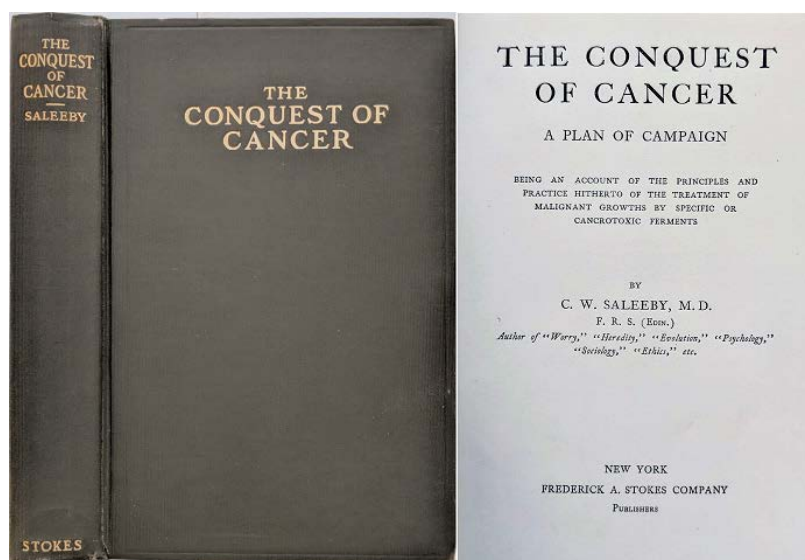 THE
CONQUEST
OF
CANCER
SALEEBY
STOKES
THE
CONQUEST OF
CANCER
THE CONQUEST
OF CANCER
A PLAN OF CAMPAIGN
BEING AN ACCOUNT OF THE PRINCIPLES AND
PRACTICE HITHERTO OF THE TREATMENT OF
MALIGNANT GROWTHS BY SPECIFIC OR
CANCROTOXIC FERMENTS
BY
C. W. SALEEBY, M.D.
F. R. S. (EDIN.)
Author of "Worry," "Heredity," "Evolution," "Psychology,"
"Sociology," "Ethics," etc.
NEW YORK
FREDERICK A. STOKES COMPANY
PUBLISHERS